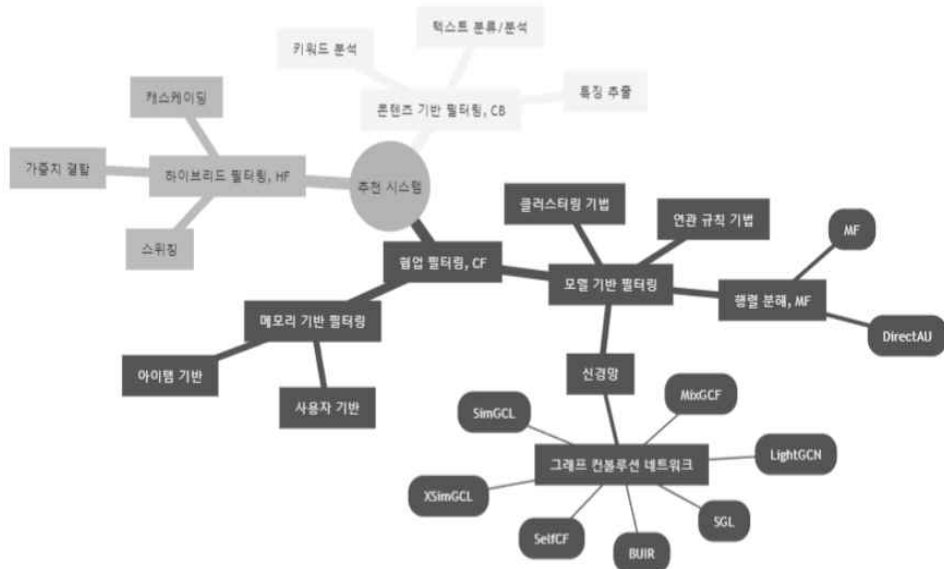 텍스트 분류/분석
키워드 분석
특징 추출
콘텐츠 기반 필터링, CB
캐스케이딩
가중치 결합
하이브리드 필터링, HF
추천 시스템
스위칭
클러스터링 기법
연관 규칙 기법
MF
협업 필터링, CF
모델 기반 필터링
행렬 분해, MF
메모리 기반 필터링
DirectAU
아이템 기반
사용자 기반
신경망
SimGCL
MixGCF
그래프 컨볼루션 네트워크
LightGCN
XSimGCL
SelfCF
BUIR
SGL